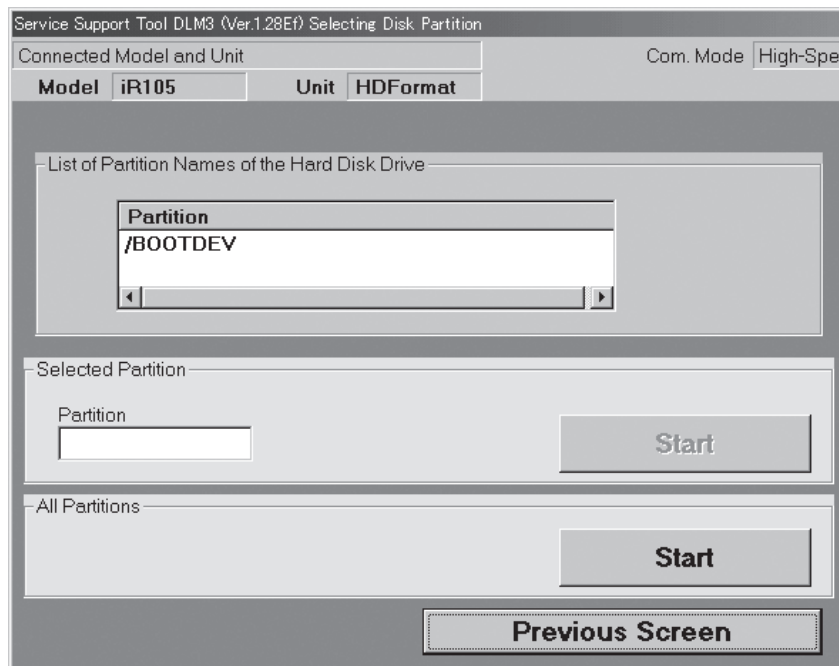 Service Support Tool DLM3 (Ver.1.28Ef) Selecting Disk Partition
Connected Model and Unit
Com. Mode High-Spe
Model iR105 Unit HDFormat
List of Partition Names of the Hard Disk Drive
Partition
/BOOTDEV
Selected Partition
Partition
Start
All Partitions
Start
Previous Screen